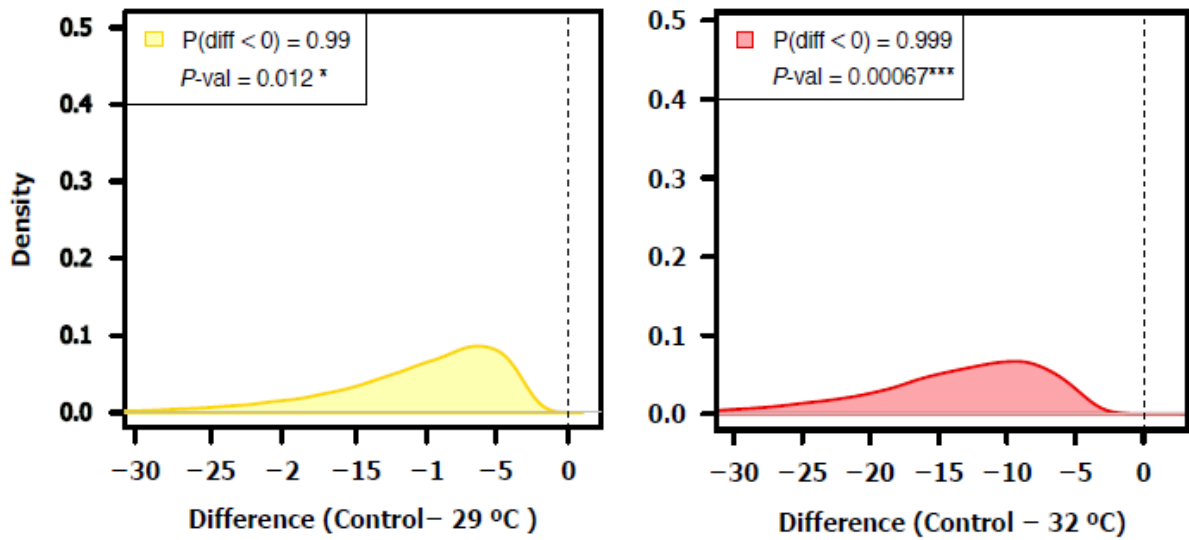 P(diff < 0) = 0.99
P-val = 0.012 *
0.5
0.4
0.3
0.2
0.1
0.0
Density
−30 −25 −2 −15 −1 −5 0
Difference (Control− 29 ºC )
P(diff < 0) = 0.999
P-val = 0.00067***
0.5
0.4
0.3
0.2
0.1
0.0
−30 −25 −20 −15 −10 −5 0
Difference (Control − 32 ºC)